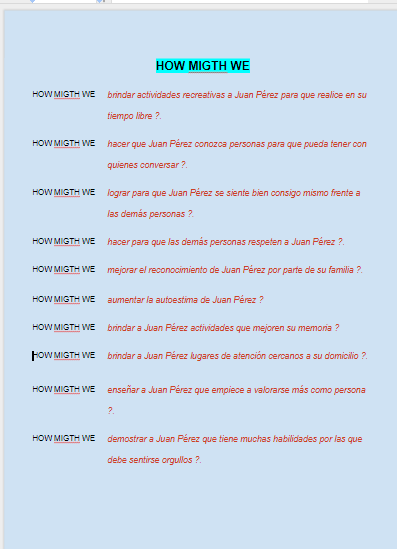 HOW MIGTH WE
HOW MIGTH WE brindar actividades recreativas a Juan Pérez para que realice en su
tiempo libre ?.
HOW MIGTH WE hacer que Juan Pérez conozca personas para que pueda tener con
quienes conversar ?.
HOW MIGTH WE lograr para que Juan Pérez se siente bien consigo mismo frente a
las demás personas ?.
HOW MIGTH WE hacer para que las demás personas respeten a Juan Pérez ?.
HOW MIGTH WE mejorar el reconocimiento de Juan Pérez por parte de su familia ?.
HOW MIGTH WE aumentar la autoestima de Juan Pérez ?
HOW MIGTH WE brindar a Juan Pérez actividades que mejoren su memoria ?
HOW MIGTH WE brindar a Juan Pérez lugares de atención cercanos a su domicilio ?.
HOW MIGTH WE enseñar a Juan Pérez que empiece a valorarse más como persona
?.
HOW MIGTH WE demostrar a Juan Pérez que tiene muchas habilidades por las que
debe sentirse orgullos ?.